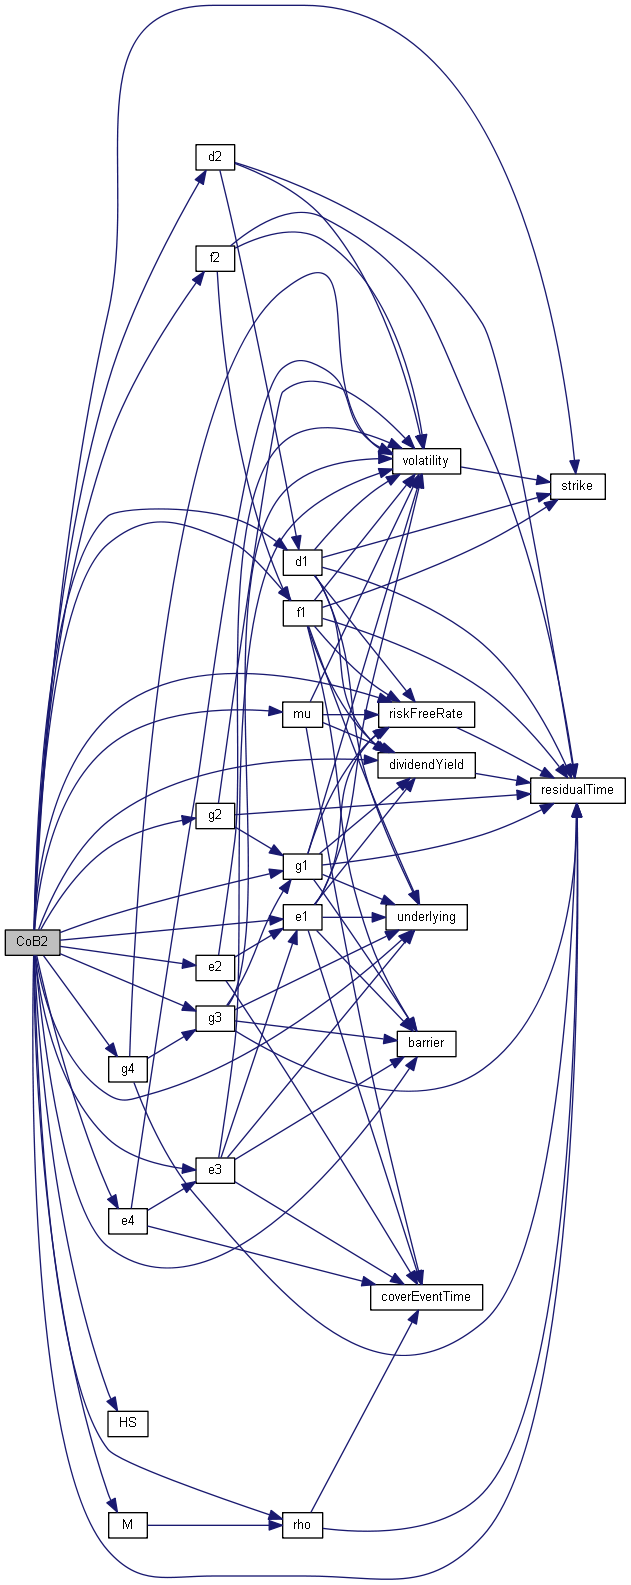 d2
f2
volatility
strike
d1
f1
mu
riskFreeRate
dividendYield
residualTime
g2
g1
e1
underlying
CoB2
e2
g3
barrier
g4
e3
e4
coverEventTime
HS
M
rho